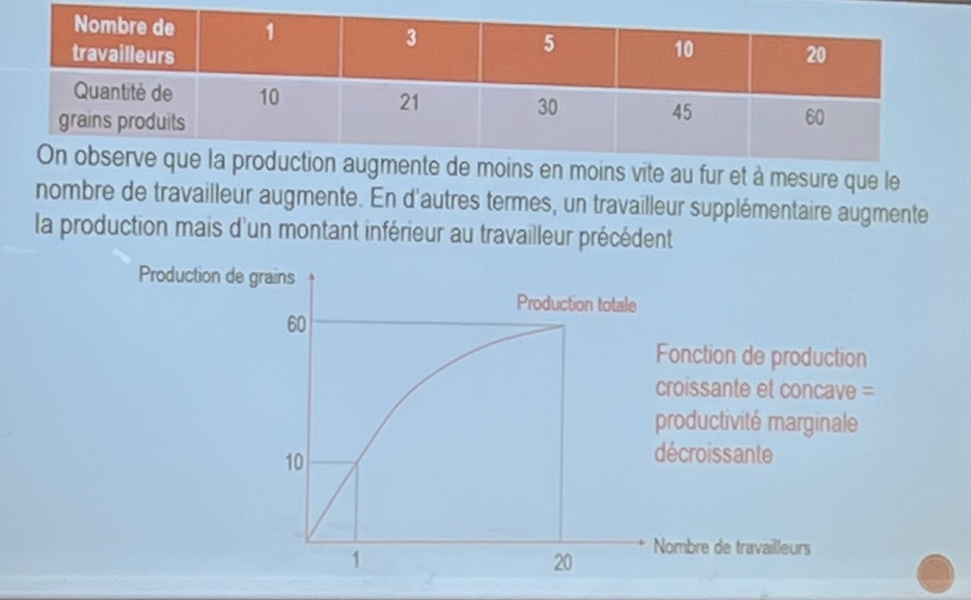 Nombre de travailleurs 1 3 5 10 20
Quantité de grains produits 10 21 30 45 60
On observe que la production augmente de moins en moins vite au fur et à mesure que le
nombre de travailleur augmente. En d'autres termes, un travailleur supplémentaire augmente
la production mais d'un montant inférieur au travailleur précédent
Production de grains
Production totale
60
Fonction de production
croissante et concave =
productivité marginale
décroissante
10
Nombre de travailleurs
1 20